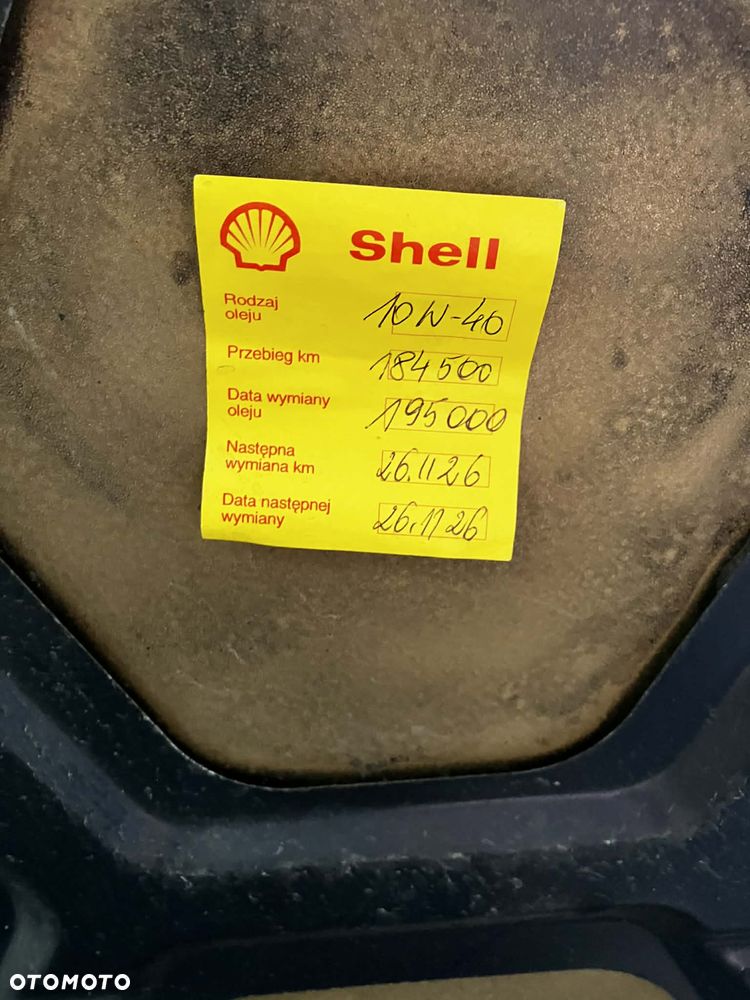 Shell
Rodzaj
oleju
10W-40
Przebieg km
184500
Data wymiany
oleju
195000
Następna
wymiana km
26.11.26
Data następnej
wymiany
26.11.26
OTOMOTO